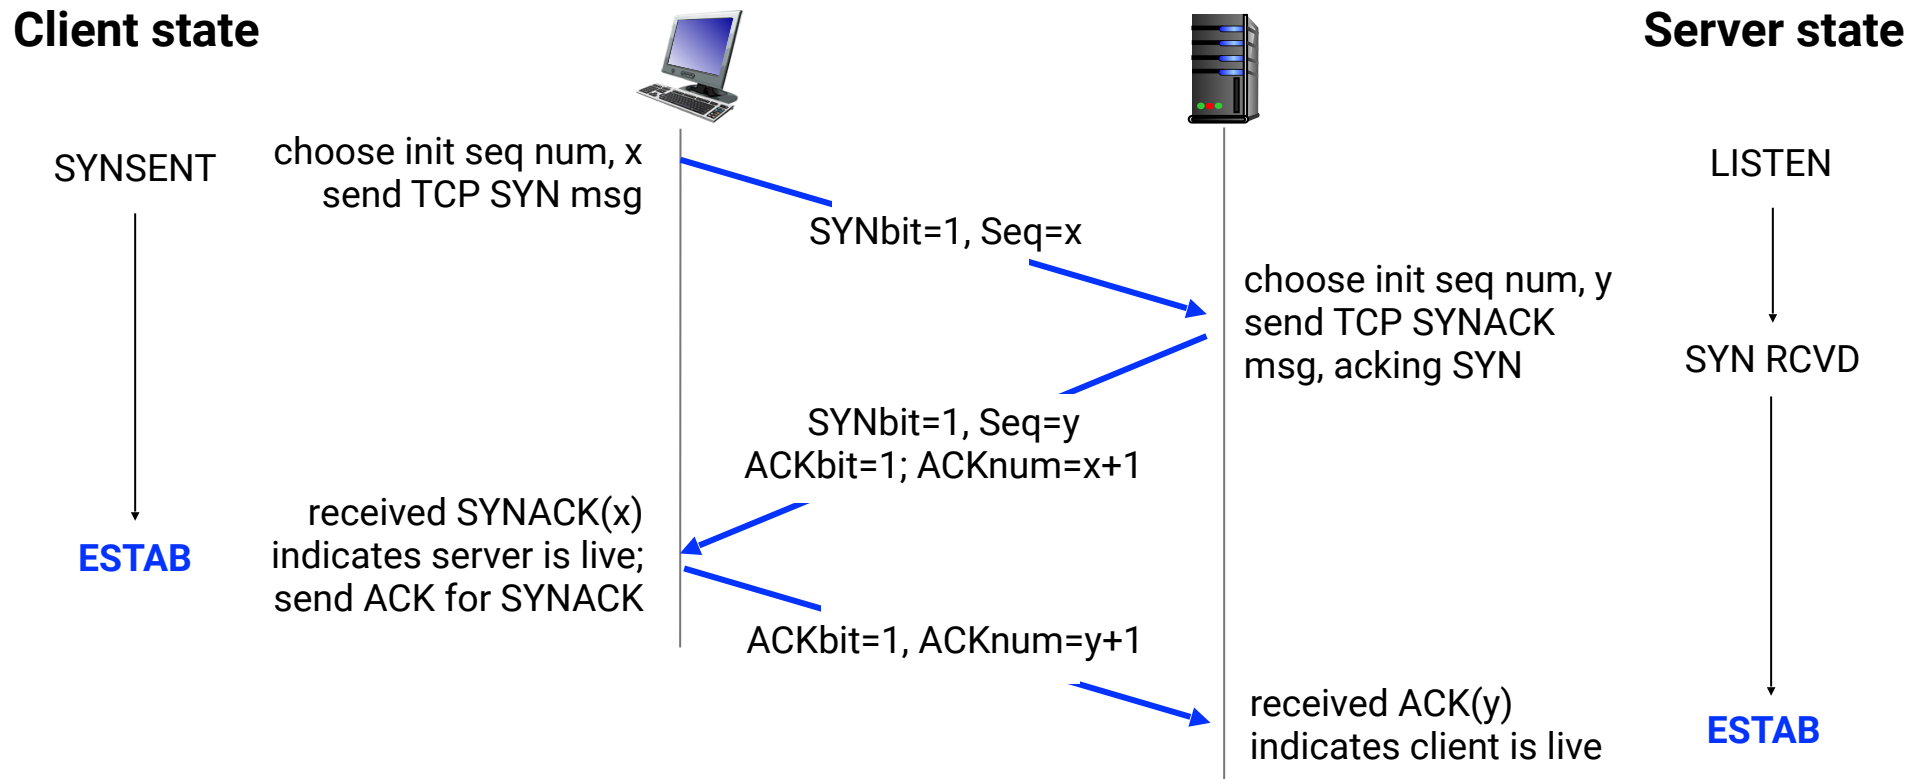 Client state
Server state
SYNSENT
choose init seq num, x
send TCP SYN msg
LISTEN
SYNbit=1, Seq=x
choose init seq num, y
send TCP SYNACK
msg, acking SYN
SYN RCVD
SYNbit=1, Seq=y
ACKbit=1; ACKnum=x+1
received SYNACK(x)
indicates server is live;
send ACK for SYNACK
ESTAB
ACKbit=1, ACKnum=y+1
received ACK(y)
indicates client is live
ESTAB